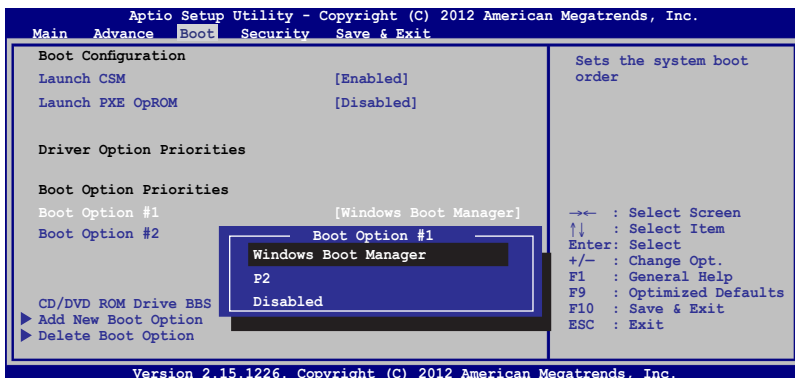 Aptio Setup Utility - Copyright (C) 2012 American Megatrends, Inc.
Main Advance Boot Security Save & Exit
Boot Configuration
Launch CSM [Enabled]
Launch PXE OpROM [Disabled]
Driver Option Priorities
Boot Option Priorities
Boot Option #1 [Windows Boot Manager]
Boot Option #2
Boot Option #1
Windows Boot Manager
P2
Disabled
CD/DVD ROM Drive BBS
Add New Boot Option
Delete Boot Option
Sets the system boot
order
→← : Select Screen
↑↓ : Select Item
Enter: Select
+/— : Change Opt.
F1 : General Help
F9 : Optimized Defaults
F10 : Save & Exit
ESC : Exit
Version 2.15.1226. Copyright (C) 2012 American Megatrends, Inc.